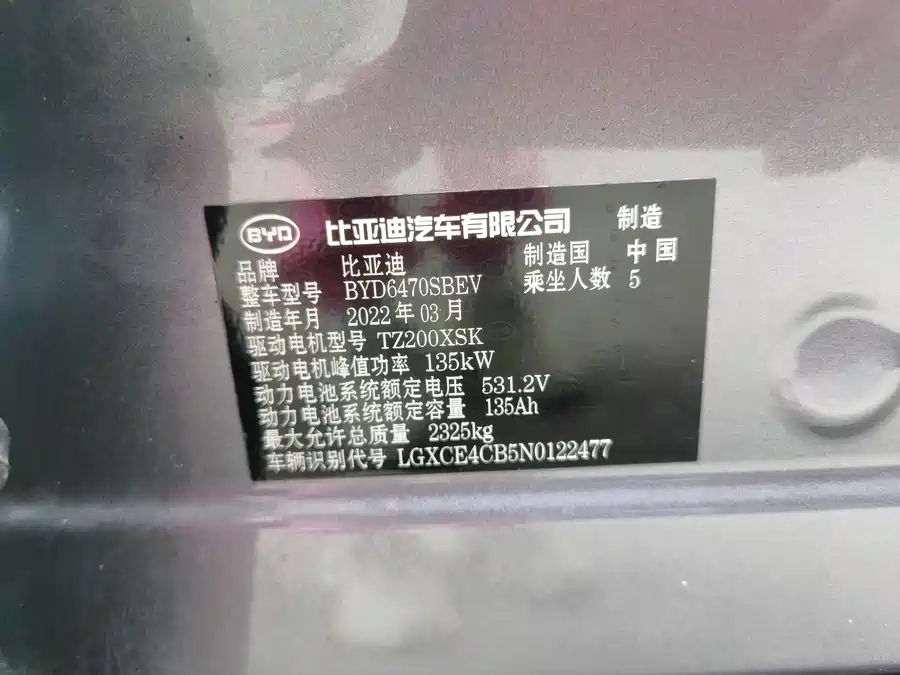 BYD 比亚迪汽车有限公司 制造
品牌 比亚迪 制造国 中国
整车型号 BYD6470SBEV 乘坐人数 5
制造年月 2022年03月
驱动电机型号 TZ200XSK
驱动电机峰值功率 135kW
动力电池系统额定电压 531.2V
动力电池系统额定容量 135Ah
最大允许总质量 2325kg
车辆识别代号 LGXCE4CB5N0122477